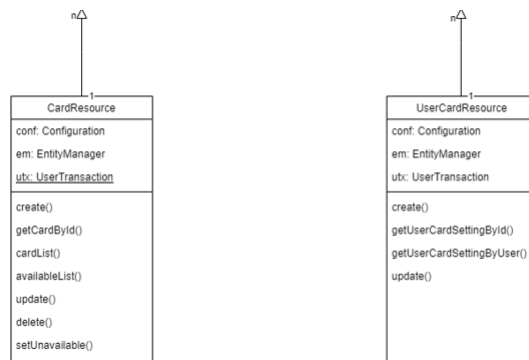 n
1
CardResource
conf: Configuration
em: EntityManager
utx: UserTransaction
create()
getCardById()
cardList()
availableList()
update()
delete()
setUnavailable()
n
1
UserCardResource
conf: Configuration
em: EntityManager
utx: UserTransaction
create()
getUserCardSettingById()
getUserCardSettingByUser()
update()